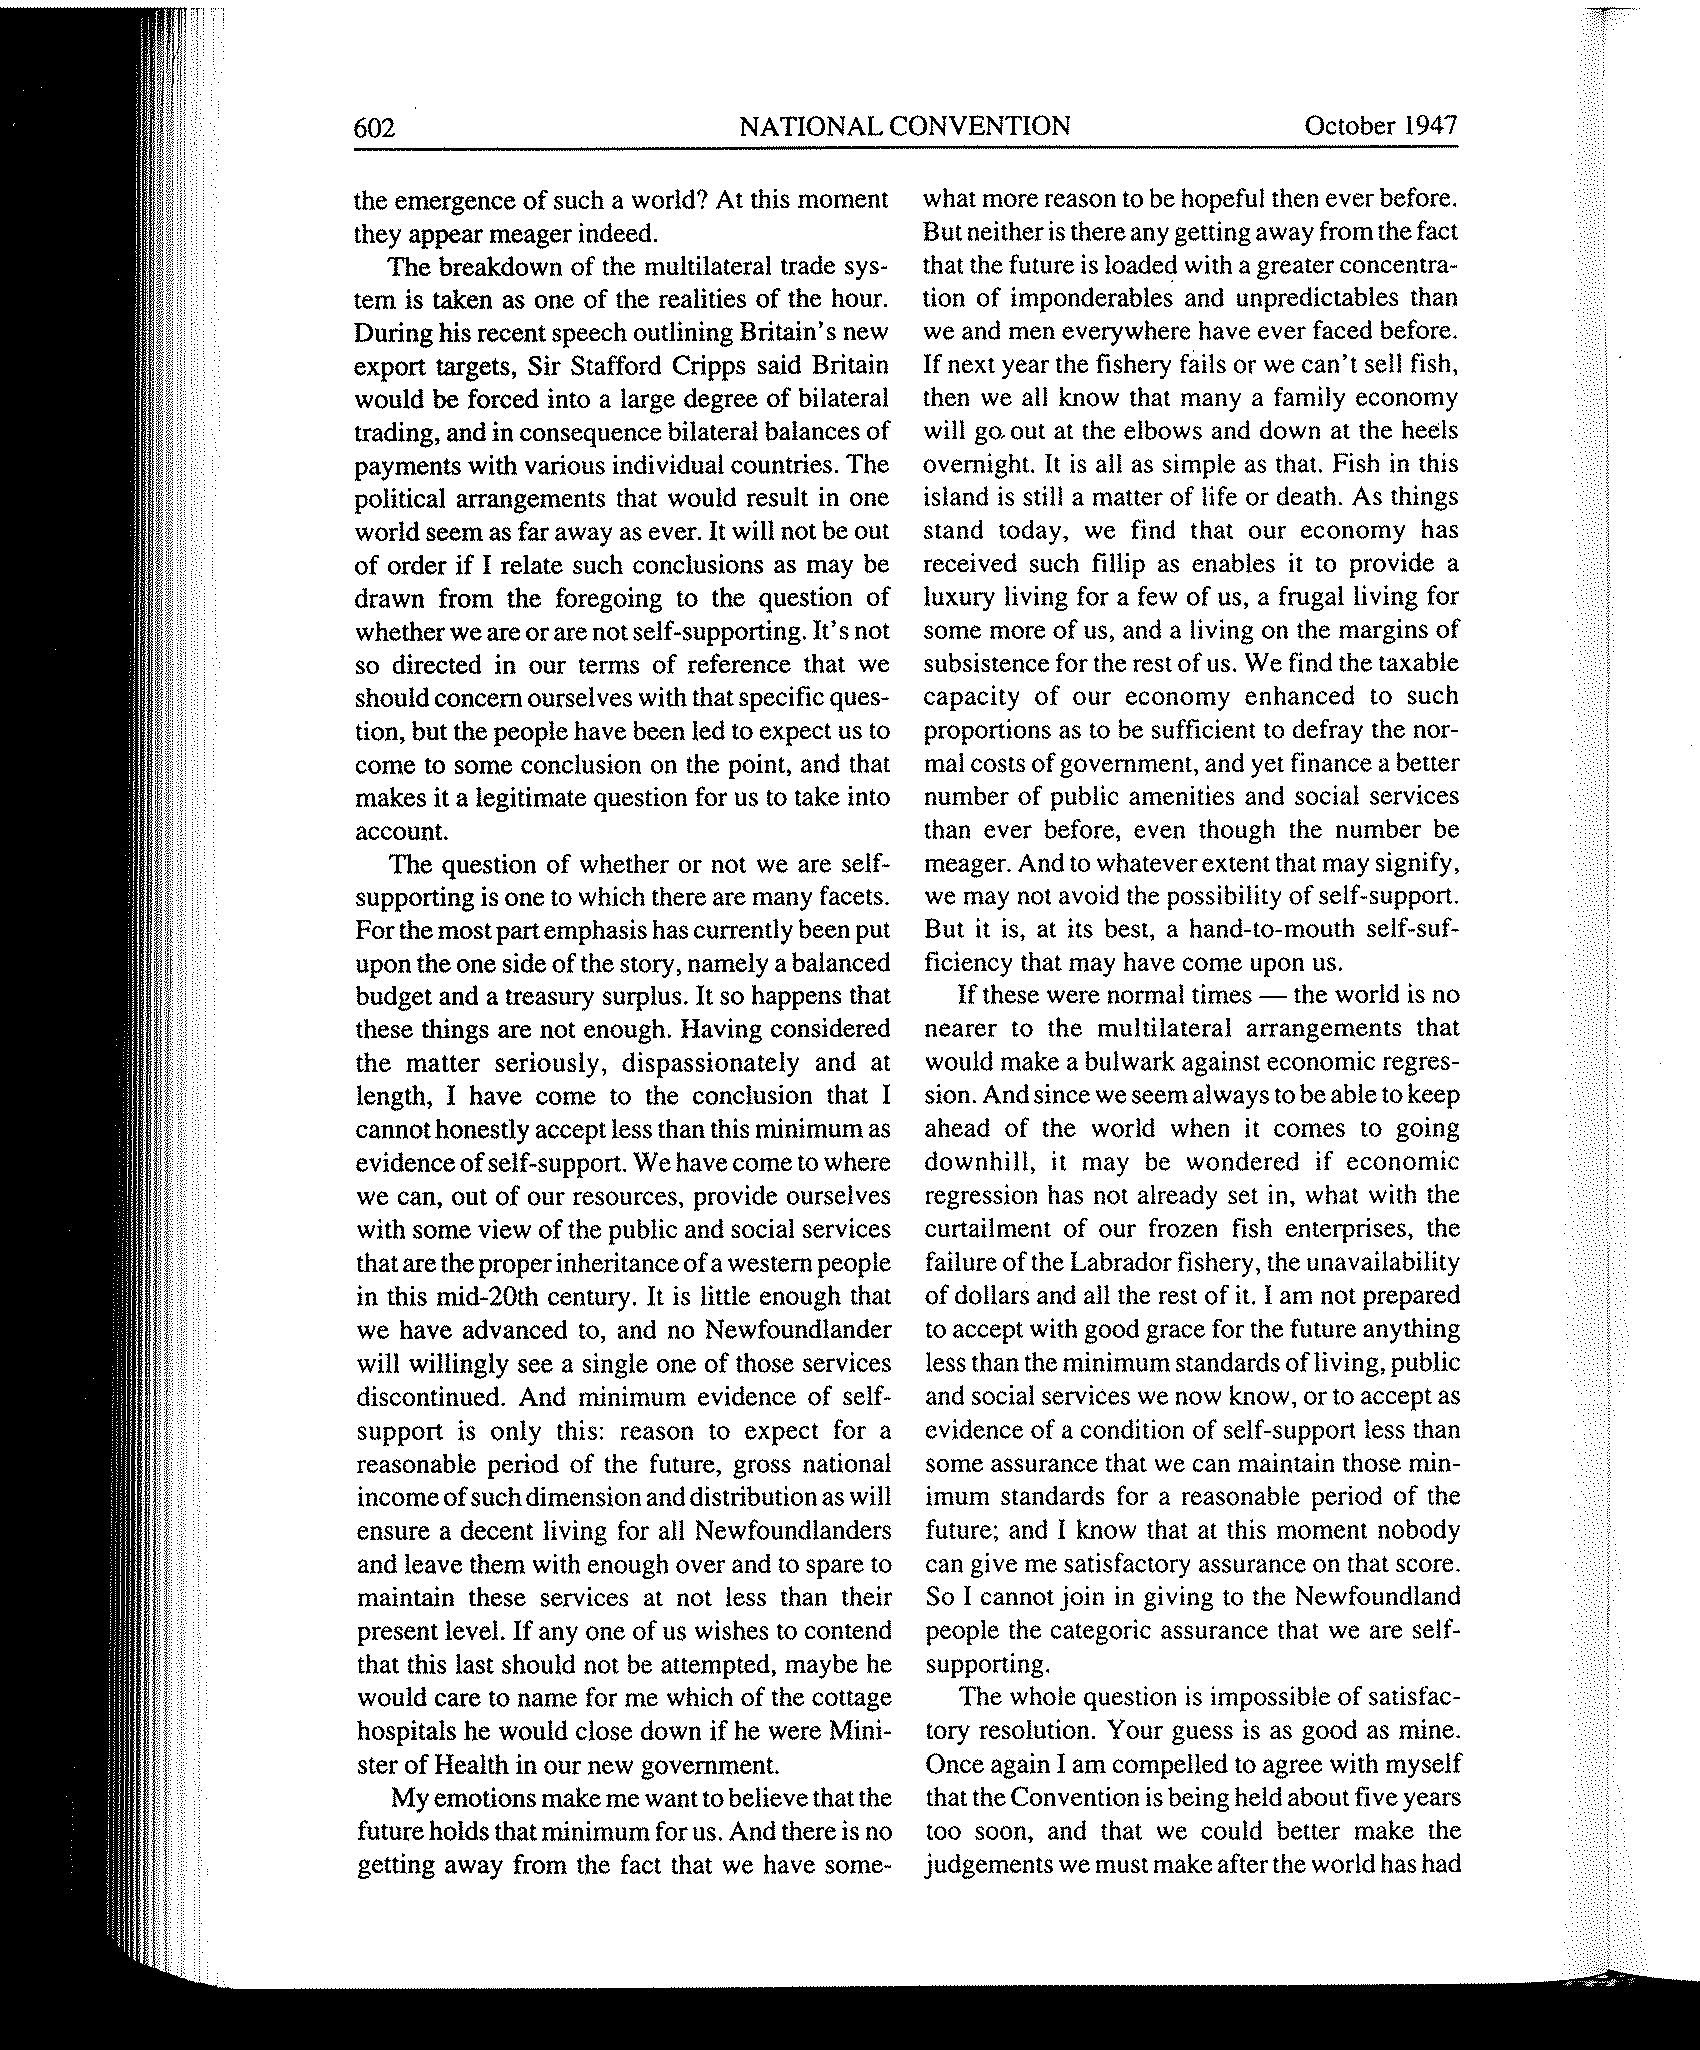 602 NATIONAL CONVENTION October 1947
the emergence of such a world? At this moment
they appear meager indeed.
The breakdown of the multilateral trade sys-
tem is taken as one of the realities of the hour.
During his recent speech outlining Britain's new
export targets, Sir Stafford Cripps said Britain
would be forced into a large degree of bilateral
trading, and in consequence bilateral balances of
payments with various individual countries. The
political arrangements that would result in one
world seem as far away as ever. It will not be out
of order if I relate such conclusions as may be
drawn from the foregoing to the question of
whether we are or are not self-supporting. It's not
so directed in our terms of reference that we
should concern ourselves with that specific ques-
tion, but the people have been led to expect us to
come to some conclusion on the point, and that
makes it a legitimate question for us to take into
account.
The question of whether or not we are self-
supporting is one to which there are many facets.
For the most part emphasis has currently been put
upon the one side of the story, namely a balanced
budget and a treasury surplus. It so happens that
these things are not enough. Having considered
the matter seriously, dispassionately and at
length, I have come to the conclusion that I
cannot honestly accept less than this minimum as
evidence of self-support. We have come to where
we can, out of our resources, provide ourselves
with some view of the public and social services
that are the proper inheritance of a western people
in this mid-20th century. It is little enough that
we have advanced to, and no Newfoundlander
will willingly see a single one of those services
discontinued. And minimum evidence of self-
support is only this: reason to expect for a
reasonable period of the future, gross national
income of such dimension and distribution as will
ensure a decent living for all Newfoundlanders
and leave them with enough over and to spare to
maintain these services at not less than their
present level. If any one of us wishes to contend
that this last should not be attempted, maybe he
would care to name for me which of the cottage
hospitals he would close down if he were Mini-
ster of Health in our new government.
My emotions make me want to believe that the
future holds that minimum for us. And there is no
getting away from the fact that we have some-
what more reason to be hopeful then ever before.
But neither is there any getting away from the fact
that the future is loaded with a greater concentra-
tion of imponderables and unpredictables than
we and men everywhere have ever faced before.
If next year the fishery fails or we can't sell fish,
then we all know that many a family economy
will go out at the elbows and down at the heels
overnight. It is all as simple as that. Fish in this
island is still a matter of life or death. As things
stand today, we find that our economy has
received such fillip as enables it to provide a
luxury living for a few of us, a frugal living for
some more of us, and a living on the margins of
subsistence for the rest of us. We find the taxable
capacity of our economy enhanced to such
proportions as to be sufficient to defray the nor-
mal costs of government, and yet finance a better
number of public amenities and social services
than ever before, even though the number be
meager. And to whatever extent that may signify,
we may not avoid the possibility of self-support.
But it is, at its best, a hand-to-mouth self-suf-
ficiency that may have come upon us.
If these were normal times — the world is no
nearer to the multilateral arrangements that
would make a bulwark against economic regres-
sion. And since we seem always to be able to keep
ahead of the world when it comes to going
downhill, it may be wondered if economic
regression has not already set in, what with the
curtailment of our frozen fish enterprises, the
failure of the Labrador fishery, the unavailability
of dollars and all the rest of it. I am not prepared
to accept with good grace for the future anything
less than the minimum standards of living, public
and social services we now know, or to accept as
evidence of a condition of self-support less than
some assurance that we can maintain those min-
imum standards for a reasonable period of the
future; and I know that at this moment nobody
can give me satisfactory assurance on that score.
So I cannot join in giving to the Newfoundland
people the categoric assurance that we are self-
supporting.
The whole question is impossible of satisfac-
tory resolution. Your guess is as good as mine.
Once again I am compelled to agree with myself
that the Convention is being held about five years
too soon, and that we could better make the
judgements we must make after the world has had